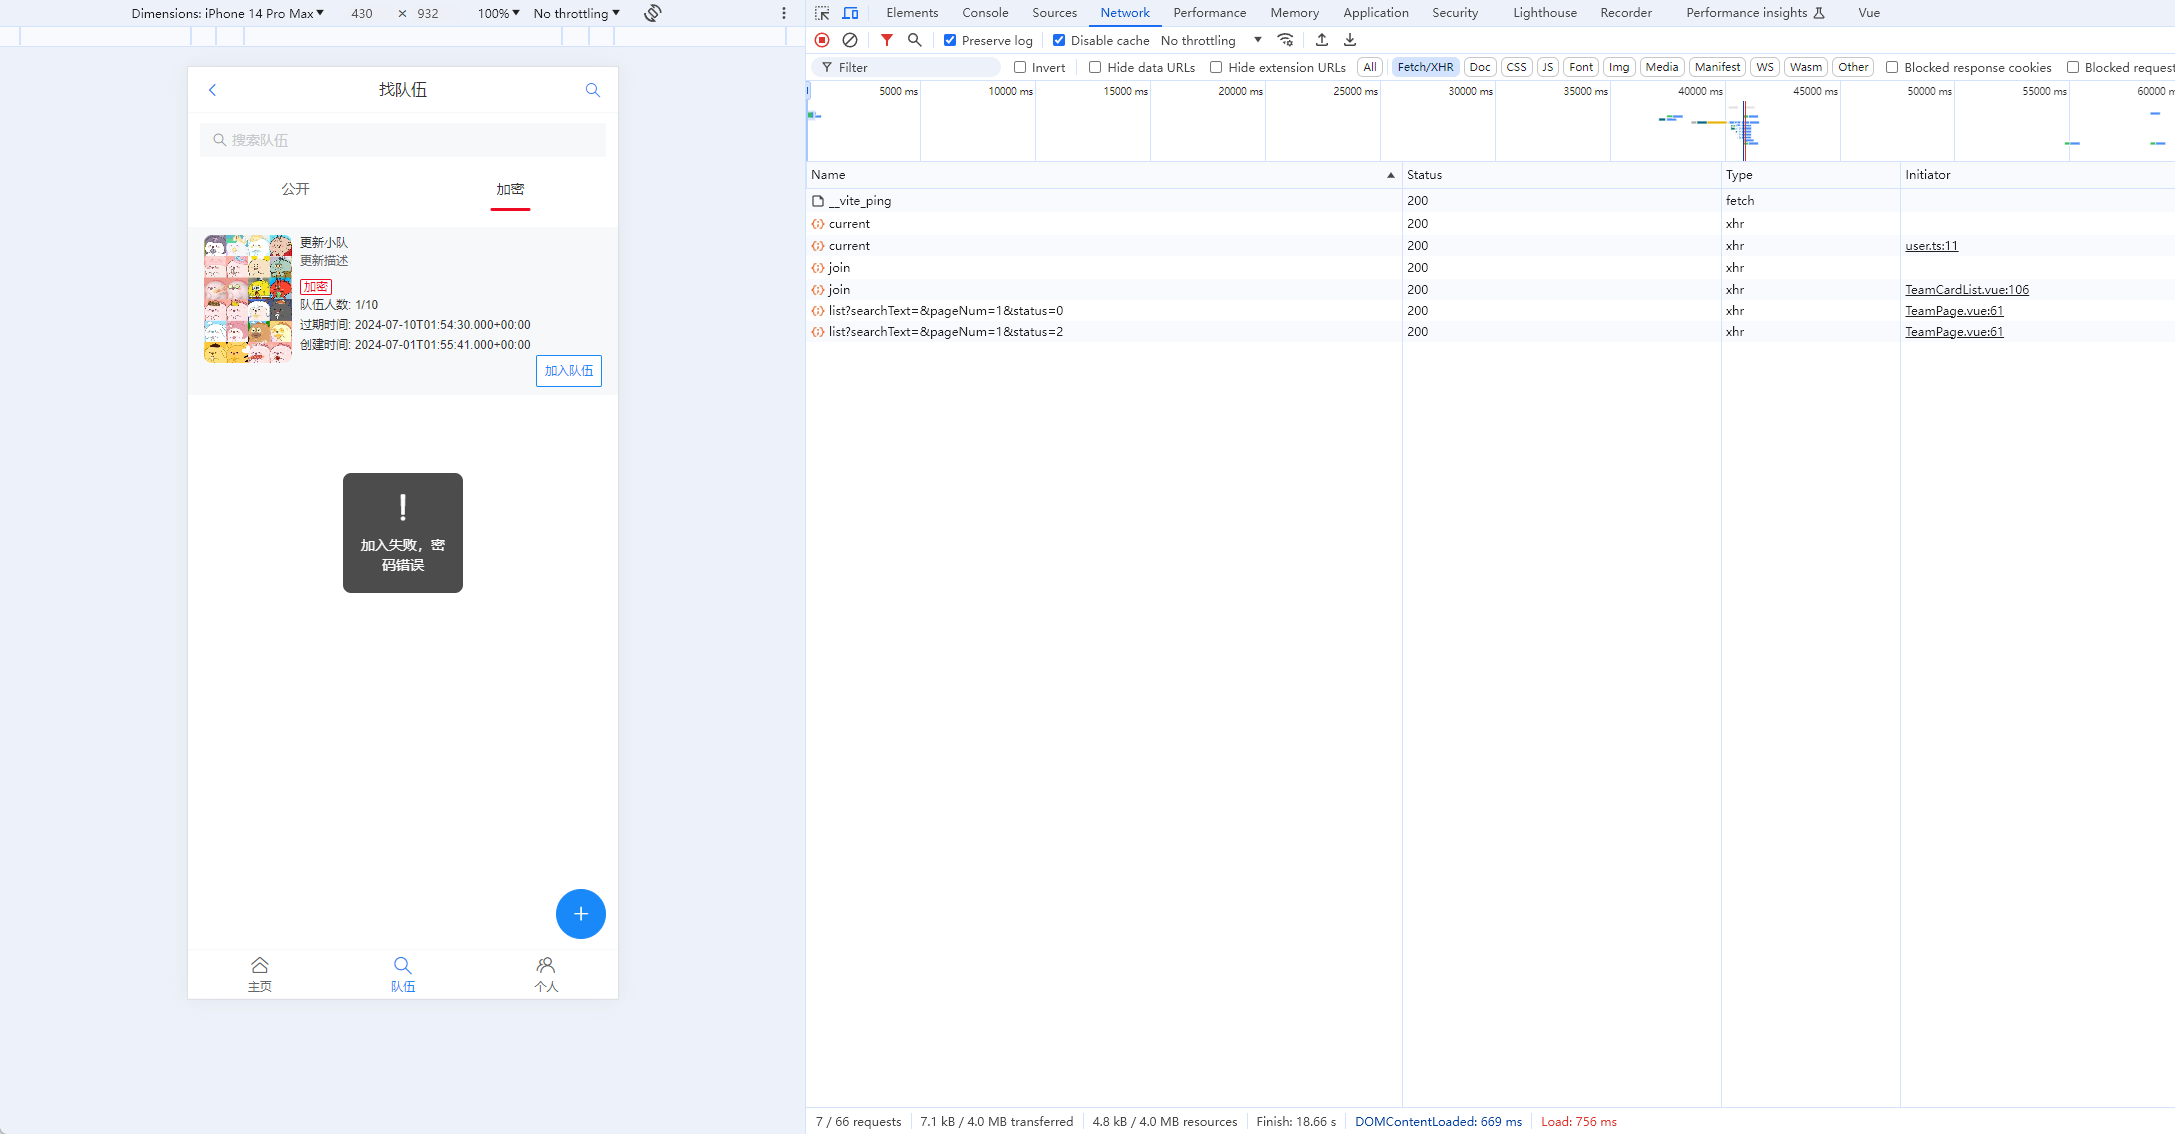 Dimensions: iPhone 14 Pro Max 430 × 932 100% No throttling
找队伍
搜索队伍
公开 加密
更新小队
更新描述
加密
队伍人数: 1/10
过期时间: 2024-07-10T01:54:30.000+00:00
创建时间: 2024-07-01T01:55:41.000+00:00
加入队伍
加入失败，密
码错误
主页 队伍 个人
Elements Console Sources Network Performance Memory Application Security Lighthouse Recorder Performance insights Vue
Preserve log Disable cache No throttling
Filter Invert Hide data URLs Hide extension URLs All Fetch/XHR Doc CSS JS Font Img Media Manifest WS Wasm Other Blocked response cookies Blocked request
5000 ms 10000 ms 15000 ms 20000 ms 25000 ms 30000 ms 35000 ms 40000 ms 45000 ms 50000 ms 55000 ms 60000 m
Name Status Type Initiator
__vite_ping 200 fetch
current 200 xhr
current 200 xhr user.ts:11
join 200 xhr
join 200 xhr TeamCardList.vue:106
list?searchText=&pageNum=1&status=0 200 xhr TeamPage.vue:61
list?searchText=&pageNum=1&status=2 200 xhr TeamPage.vue:61
7 / 66 requests 7.1 kB / 4.0 MB transferred 4.8 kB / 4.0 MB resources Finish: 18.66 s DOMContentLoaded: 669 ms Load: 756 ms